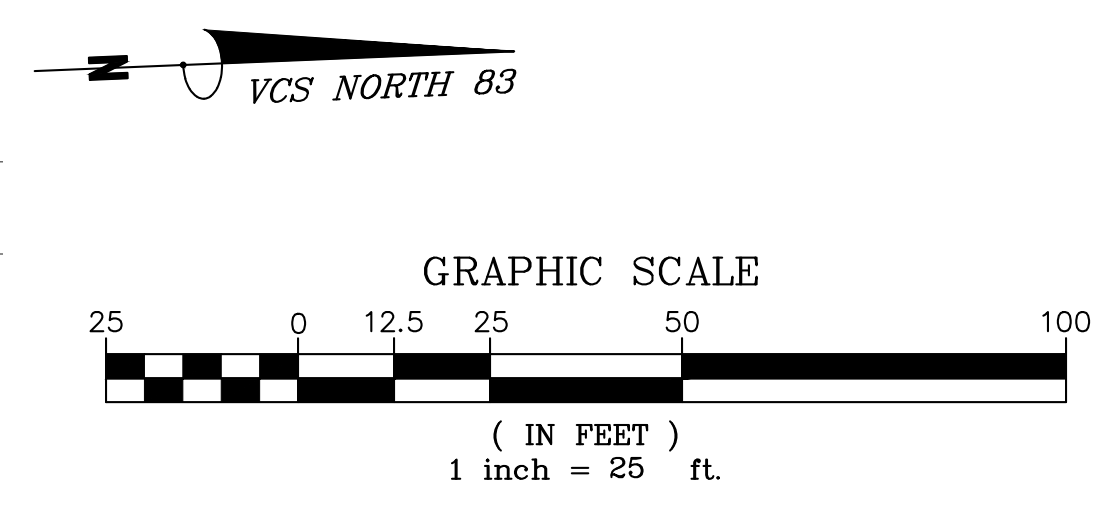 N
VCS NORTH 83
GRAPHIC SCALE
25 0 12.5 25 50 100
( IN FEET )
1 inch = 25 ft.